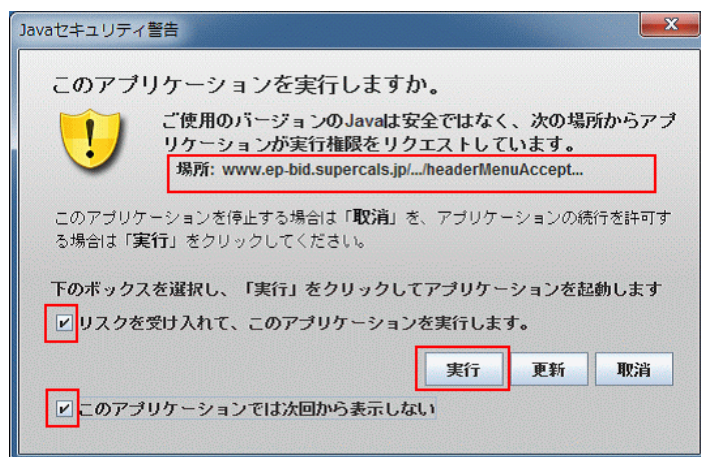 Javaセキュリティ警告
このアプリケーションを実行しますか。
ご使用のバージョンのJavaは安全ではなく、次の場所からアプ
リケーションが実行権限をリクエストしています。
場所: www.ep-bid.supercals.jp/.../headerMenuAccept...
このアプリケーションを停止する場合は「取消」を、アプリケーションの続行を許可す
る場合は「実行」をクリックしてください。
下のボックスを選択し、「実行」をクリックしてアプリケーションを起動します
リスクを受け入れて、このアプリケーションを実行します。
実行 更新 取消
このアプリケーションでは次回から表示しない